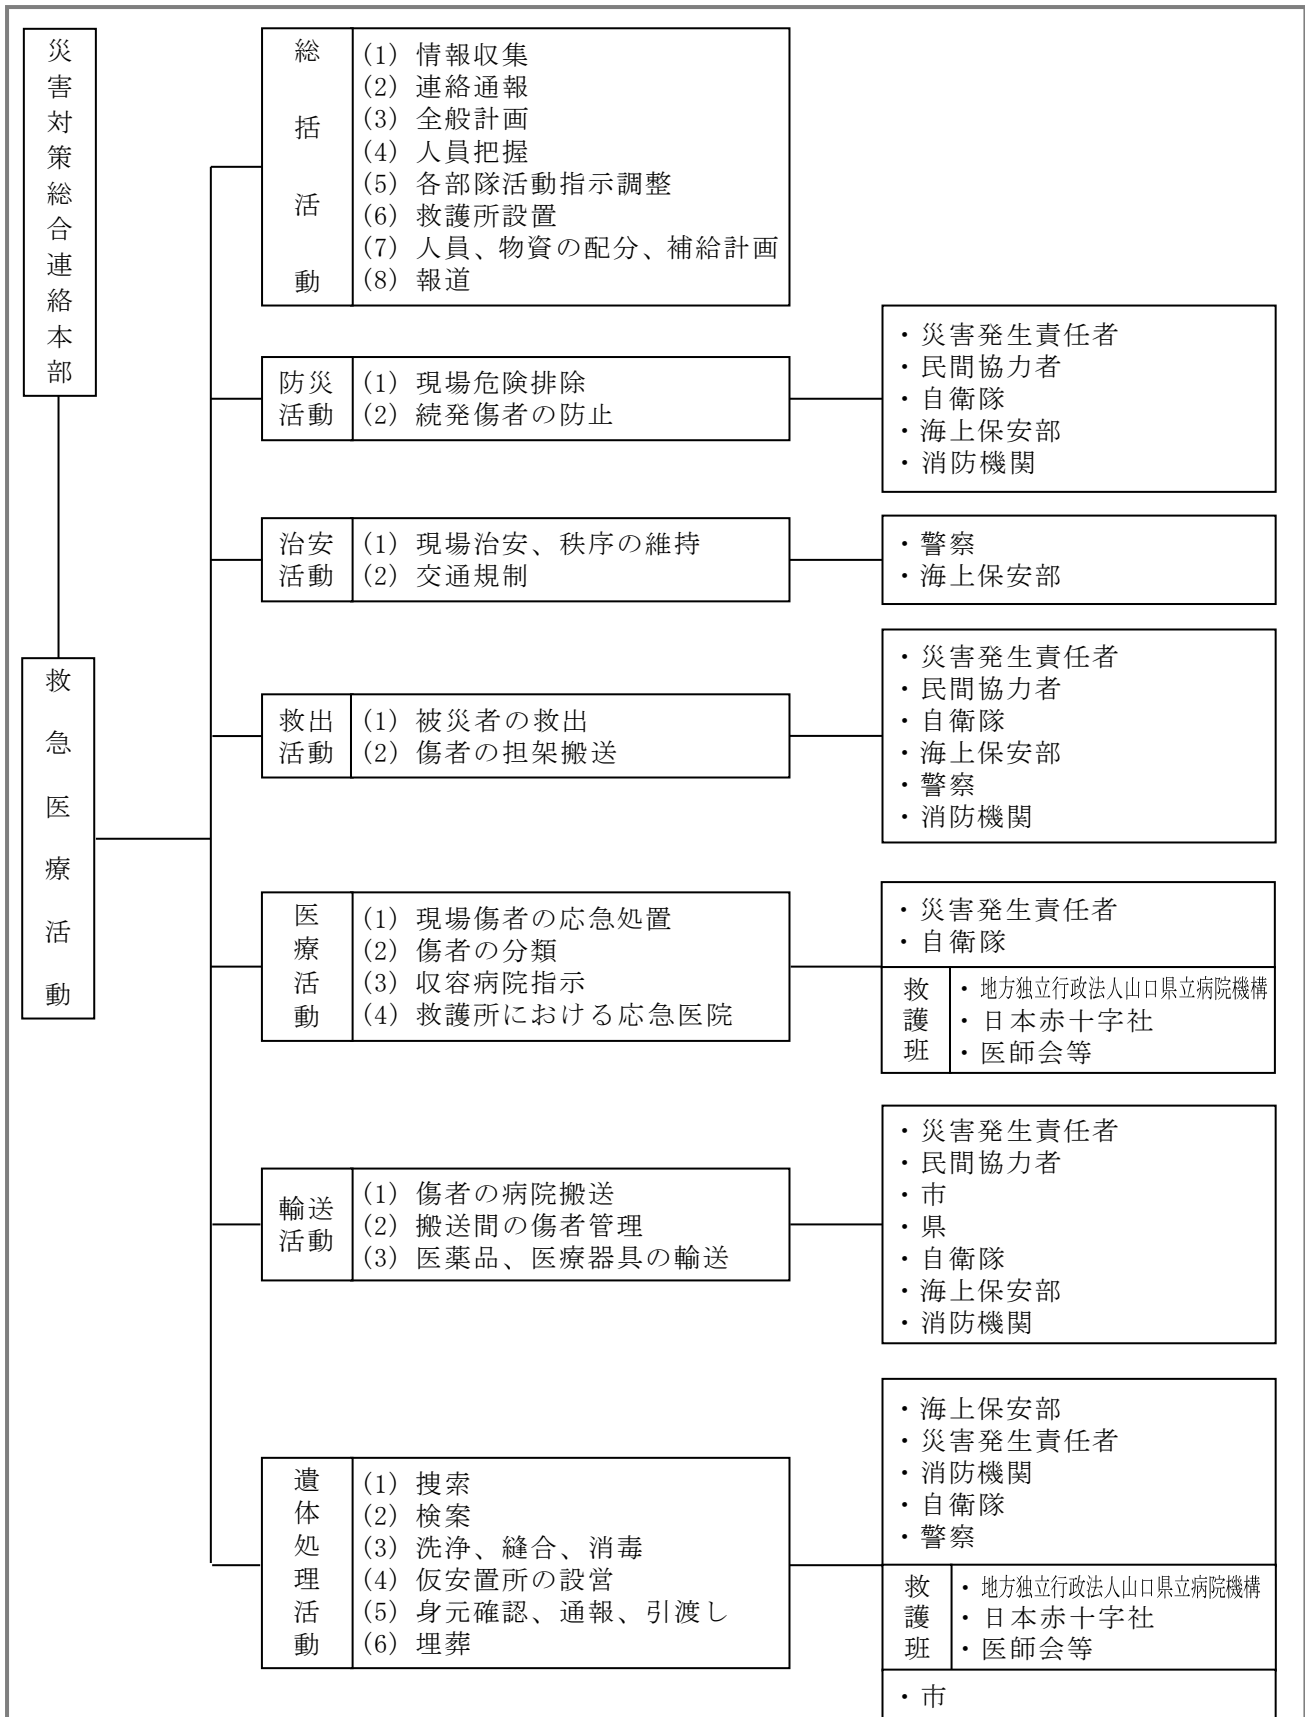 災害対策総合連絡本部
救急医療活動
総括活動
(1) 情報収集
(2) 連絡通報
(3) 全般計画
(4) 人員把握
(5) 各部隊活動指示調整
(6) 救護所設置
(7) 人員、物資の配分、補給計画
(8) 報道
防災
活動
(1) 現場危険排除
(2) 続発傷者の防止
・災害発生責任者
・民間協力者
・自衛隊
・海上保安部
・消防機関
治安
活動
(1) 現場治安、秩序の維持
(2) 交通規制
・警察
・海上保安部
救出
活動
(1) 被災者の救出
(2) 傷者の担架搬送
・災害発生責任者
・民間協力者
・自衛隊
・海上保安部
・警察
・消防機関
医療活動
(1) 現場傷者の応急処置
(2) 傷者の分類
(3) 収容病院指示
(4) 救護所における応急医院
・災害発生責任者
・自衛隊
救護班
・地方独立行政法人山口県立病院機構
・日本赤十字社
・医師会等
輸送
活動
(1) 傷者の病院搬送
(2) 搬送間の傷者管理
(3) 医薬品、医療器具の輸送
・災害発生責任者
・民間協力者
・市
・県
・自衛隊
・海上保安部
・消防機関
遺体処理活動
(1) 捜索
(2) 検案
(3) 洗浄、縫合、消毒
(4) 仮安置所の設営
(5) 身元確認、通報、引渡し
(6) 埋葬
・海上保安部
・災害発生責任者
・消防機関
・自衛隊
・警察
救護班
・地方独立行政法人山口県立病院機構
・日本赤十字社
・医師会等
・市